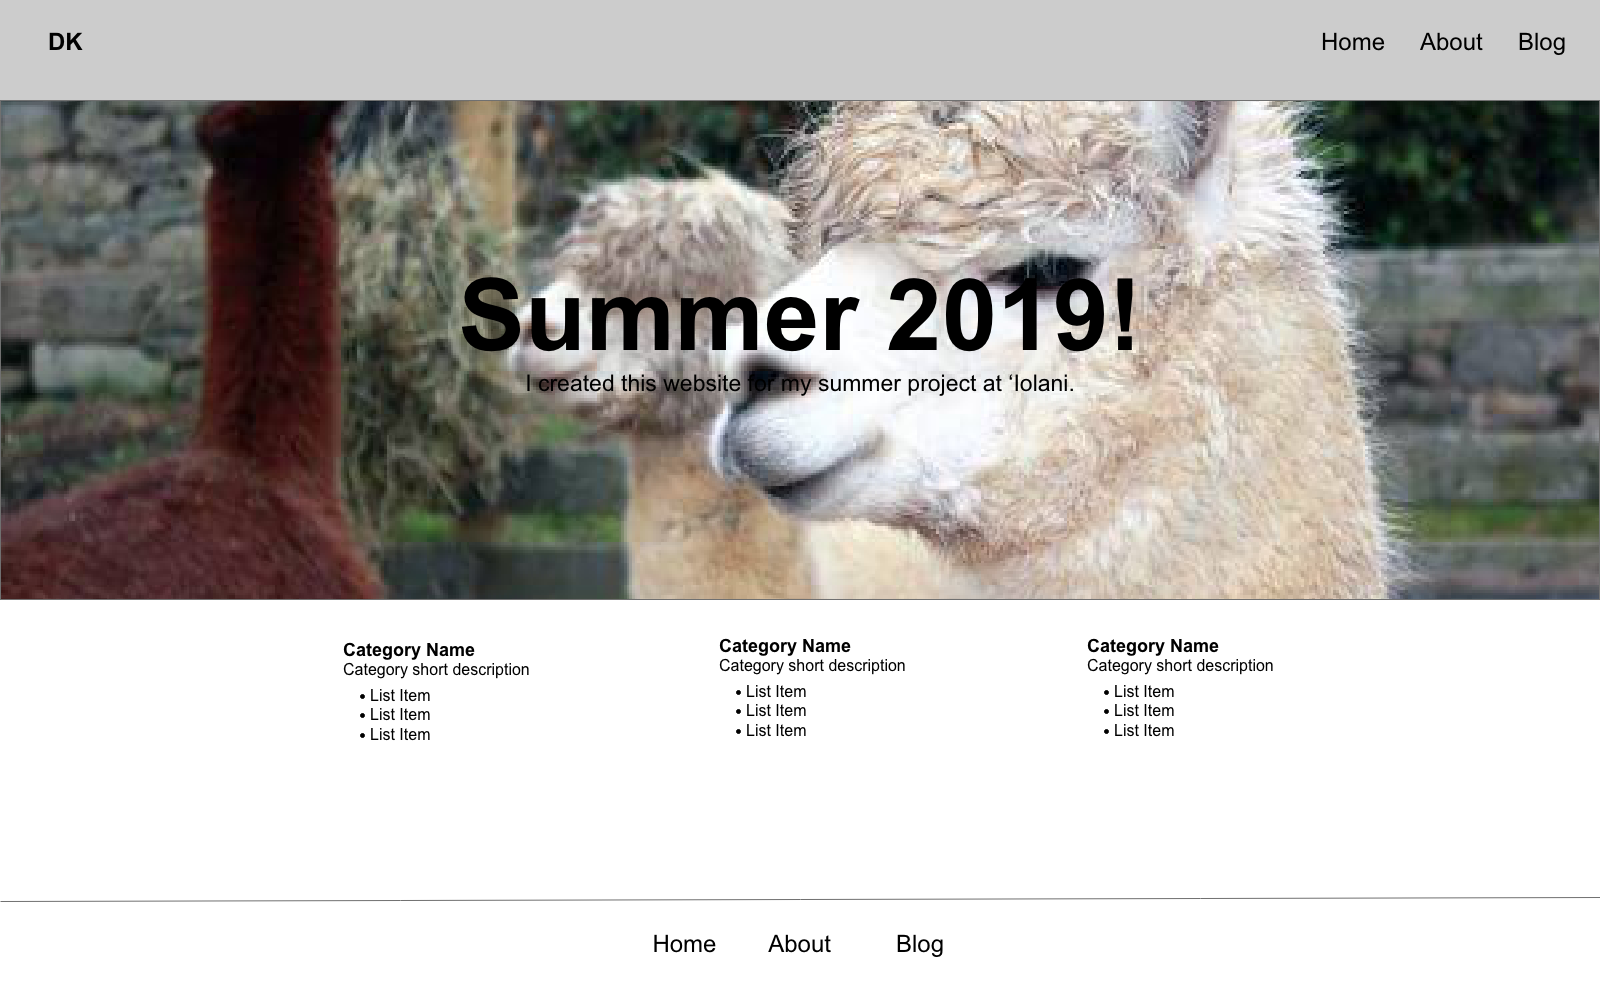 DK
Home About Blog
Summer 2019!
I created this website for my summer project at ‘Iolani.
Category Name
Category short description
• List Item
• List Item
• List Item
Category Name
Category short description
• List Item
• List Item
• List Item
Category Name
Category short description
• List Item
• List Item
• List Item
Home About Blog